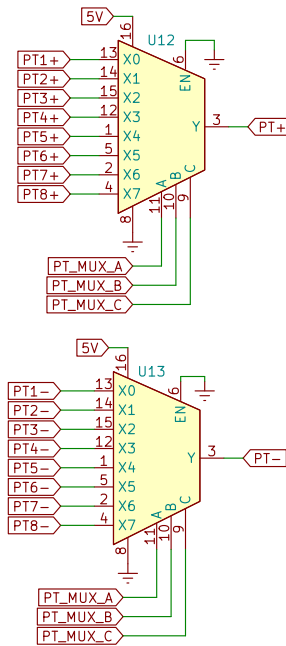 5V
16
U12
6
EN
PT1+ 13 X0
PT2+ 14 X1
PT3+ 15 X2
PT4+ 12 X3
PT5+ 1 X4
PT6+ 5 X5
PT7+ 2 X6
PT8+ 4 X7
Y 3 PT+
A B C
8 11 10 9
PT_MUX_A
PT_MUX_B
PT_MUX_C
5V
16
U13
6
EN
PT1- 13 X0
PT2- 14 X1
PT3- 15 X2
PT4- 12 X3
PT5- 1 X4
PT6- 5 X5
PT7- 2 X6
PT8- 4 X7
Y 3 PT-
A B C
8 11 10 9
PT_MUX_A
PT_MUX_B
PT_MUX_C